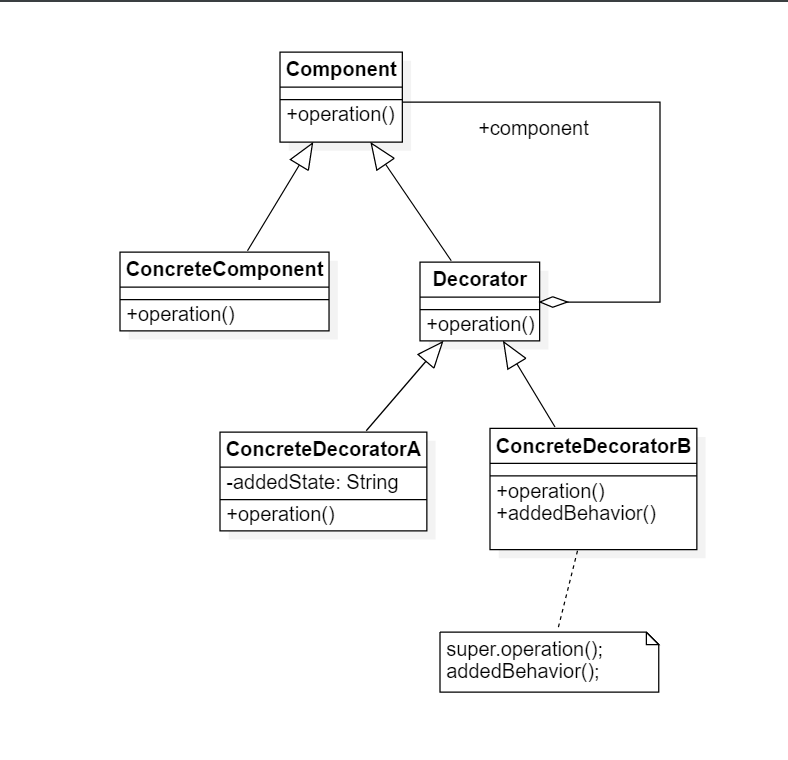 Component
+operation()
+component
ConcreteComponent
+operation()
Decorator
+operation()
ConcreteDecoratorA
-addedState: String
+operation()
ConcreteDecoratorB
+operation()
+addedBehavior()
super.operation();
addedBehavior();